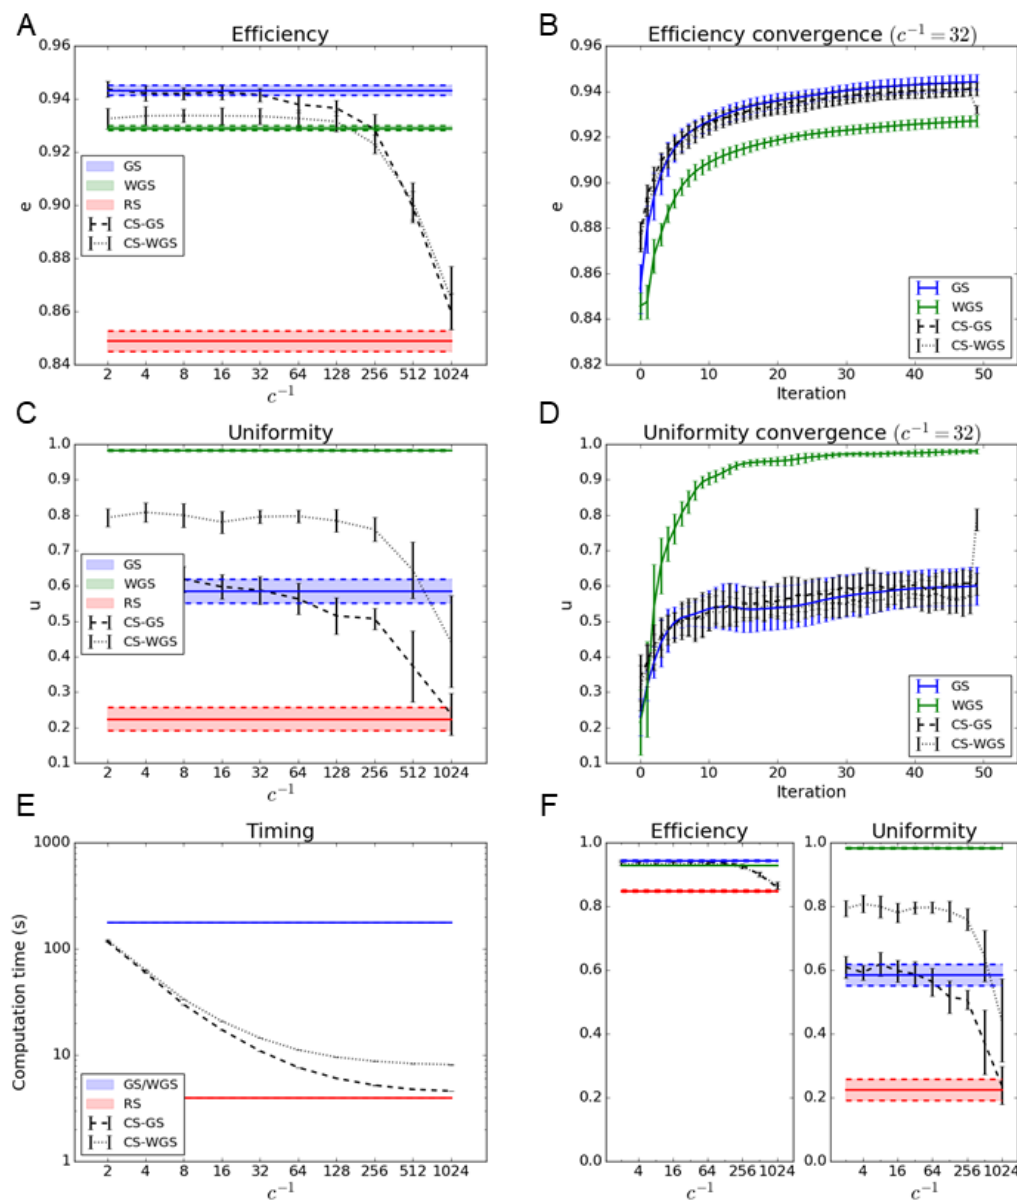 A
Efficiency
0.96
0.94
0.92
0.90
0.88
0.86
0.84
e
GS
WGS
RS
CS-GS
CS-WGS
2 4 8 16 32 64 128 256 512 1024
c⁻¹
B
Efficiency convergence (c⁻¹ = 32)
0.96
0.94
0.92
0.90
0.88
0.86
0.84
0.82
e
GS
WGS
CS-GS
CS-WGS
0 10 20 30 40 50
Iteration
C
Uniformity
1.0
0.9
0.8
0.7
0.6
0.5
0.4
0.3
0.2
0.1
u
GS
WGS
RS
CS-GS
CS-WGS
2 4 8 16 32 64 128 256 512 1024
c⁻¹
D
Uniformity convergence (c⁻¹ = 32)
1.0
0.9
0.8
0.7
0.6
0.5
0.4
0.3
0.2
0.1
u
GS
WGS
CS-GS
CS-WGS
0 10 20 30 40 50
Iteration
E
Timing
1000
100
10
1
Computation time (s)
GS/WGS
RS
CS-GS
CS-WGS
2 4 8 16 32 64 128 256 512 1024
c⁻¹
F
Efficiency
1.0
0.8
0.6
0.4
0.2
0.0
4 16 64 256 1024
c⁻¹
Uniformity
1.0
0.8
0.6
0.4
0.2
0.0
4 16 64 256 1024
c⁻¹